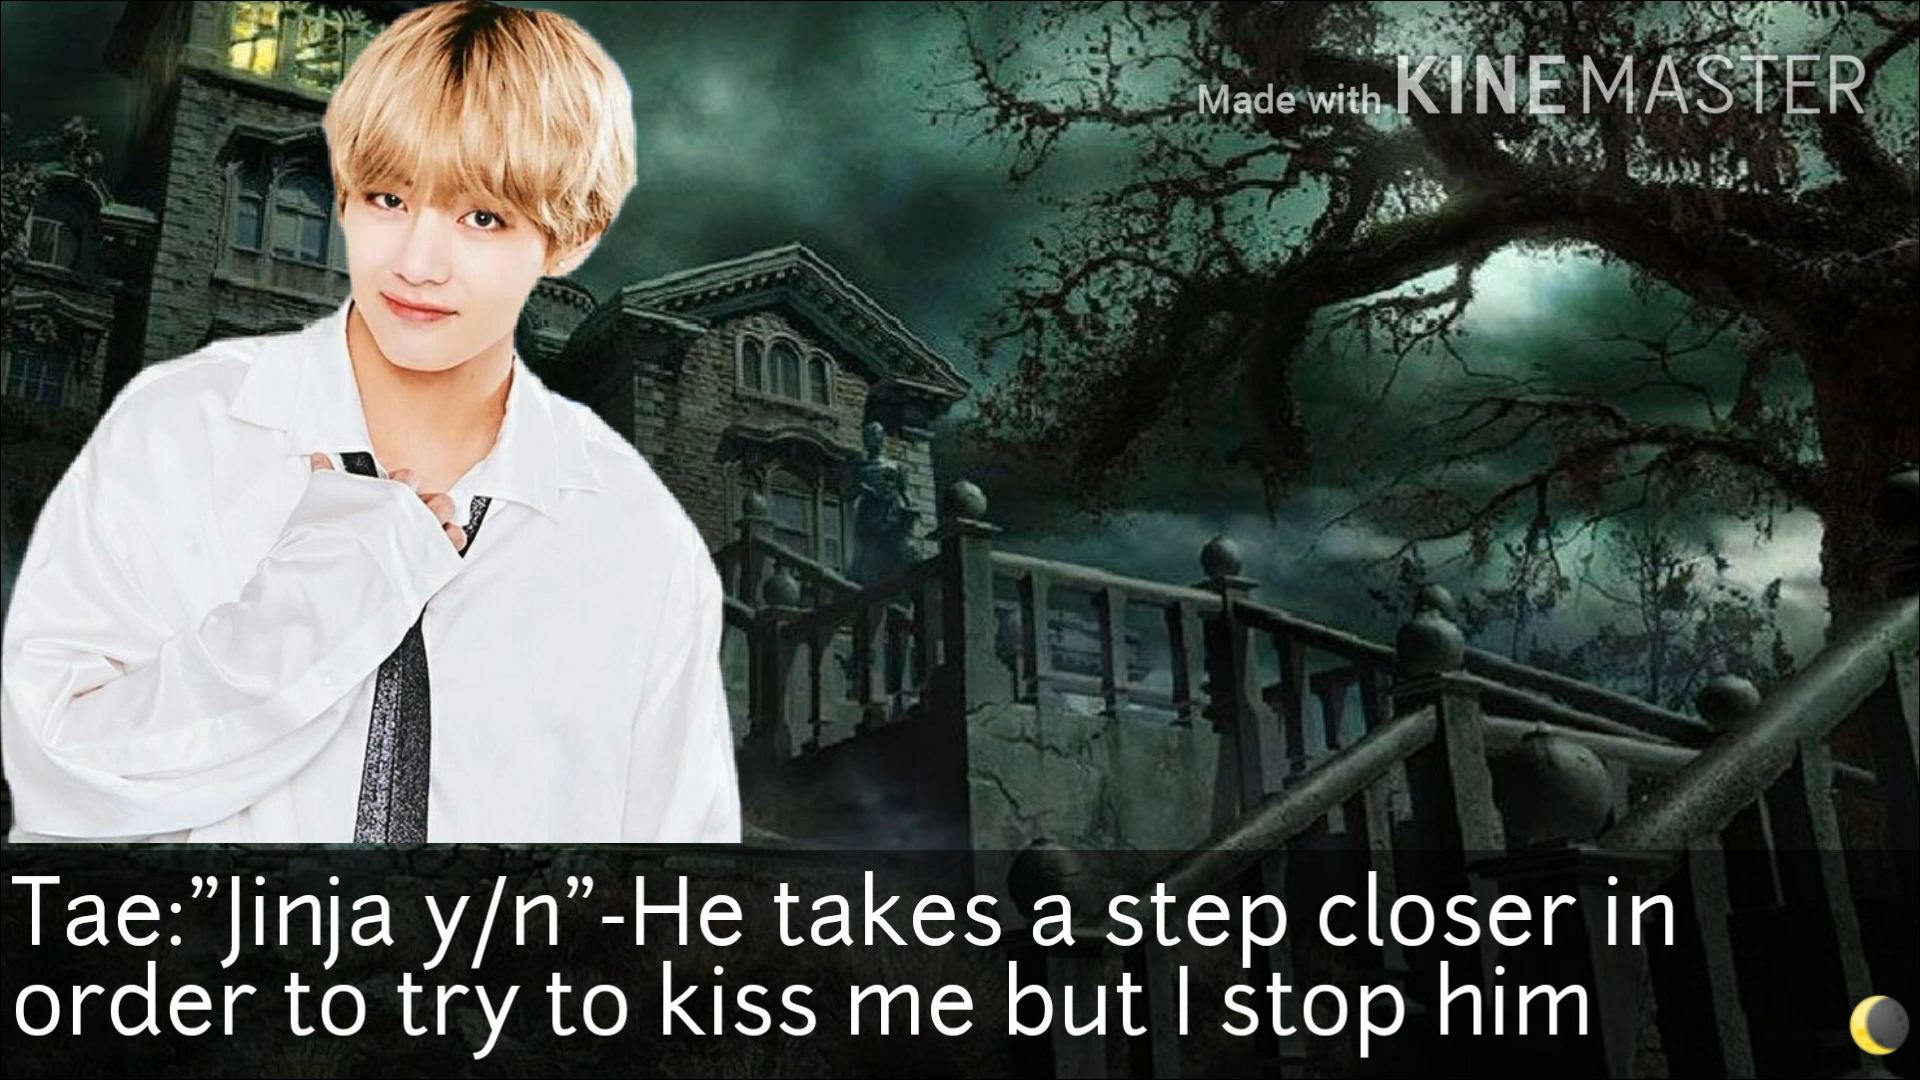 Made with KINEMASTER
Tae:”Jinja y/n”-He takes a step closer in
order to try to kiss me but I stop him